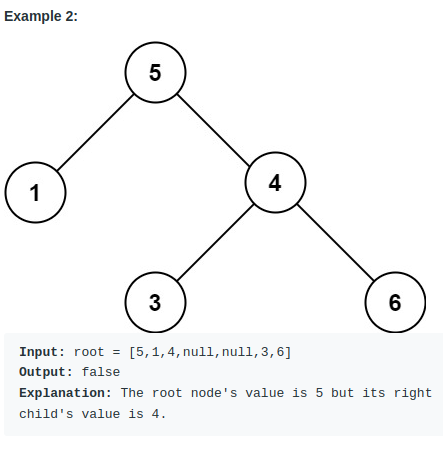 Example 2:
5
1
4
3
6
Input: root = [5,1,4,null,null,3,6]
Output: false
Explanation: The root node's value is 5 but its right
child's value is 4.